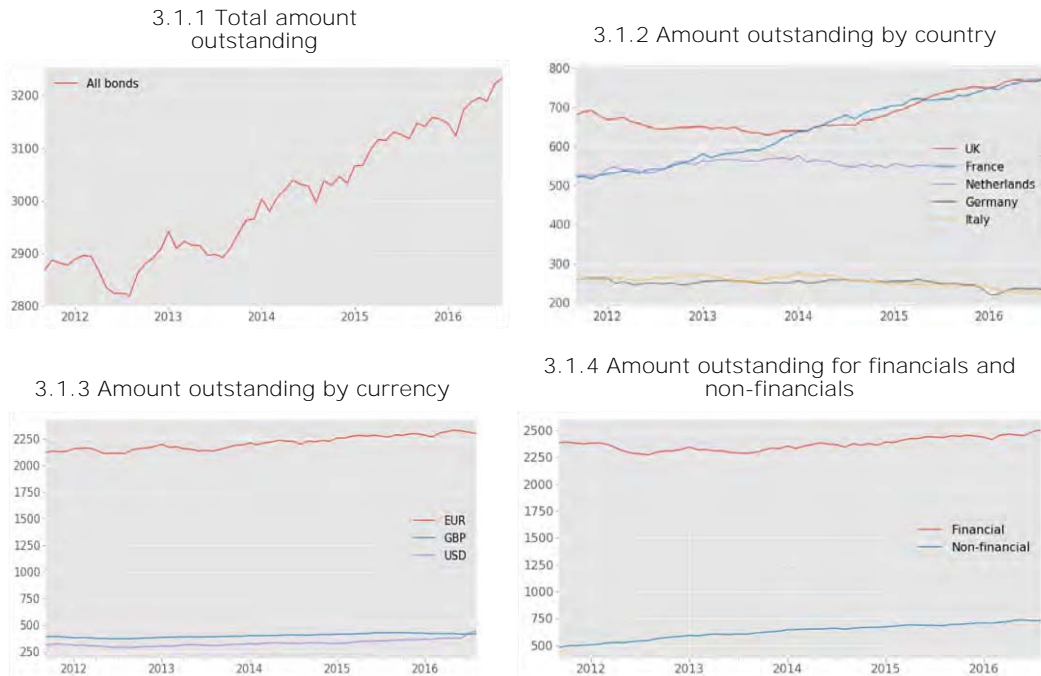 3.1.1 Total amount
outstanding
All bonds
3200
3100
3000
2900
2800
2012
2013
2014
2015
2016
3.1.2 Amount outstanding by country
800
700
600
500
400
300
200
UK
France
Netherlands
Germany
Italy
2012
2013
2014
2015
2016
3.1.3 Amount outstanding by currency
2250
2000
1750
1500
1250
1000
750
500
250
EUR
GBP
USD
2012
2013
2014
2015
2016
3.1.4 Amount outstanding for financials and
non-financials
2500
2250
2000
1750
1500
1250
1000
750
500
Financial
Non-financial
2012
2013
2014
2015
2016